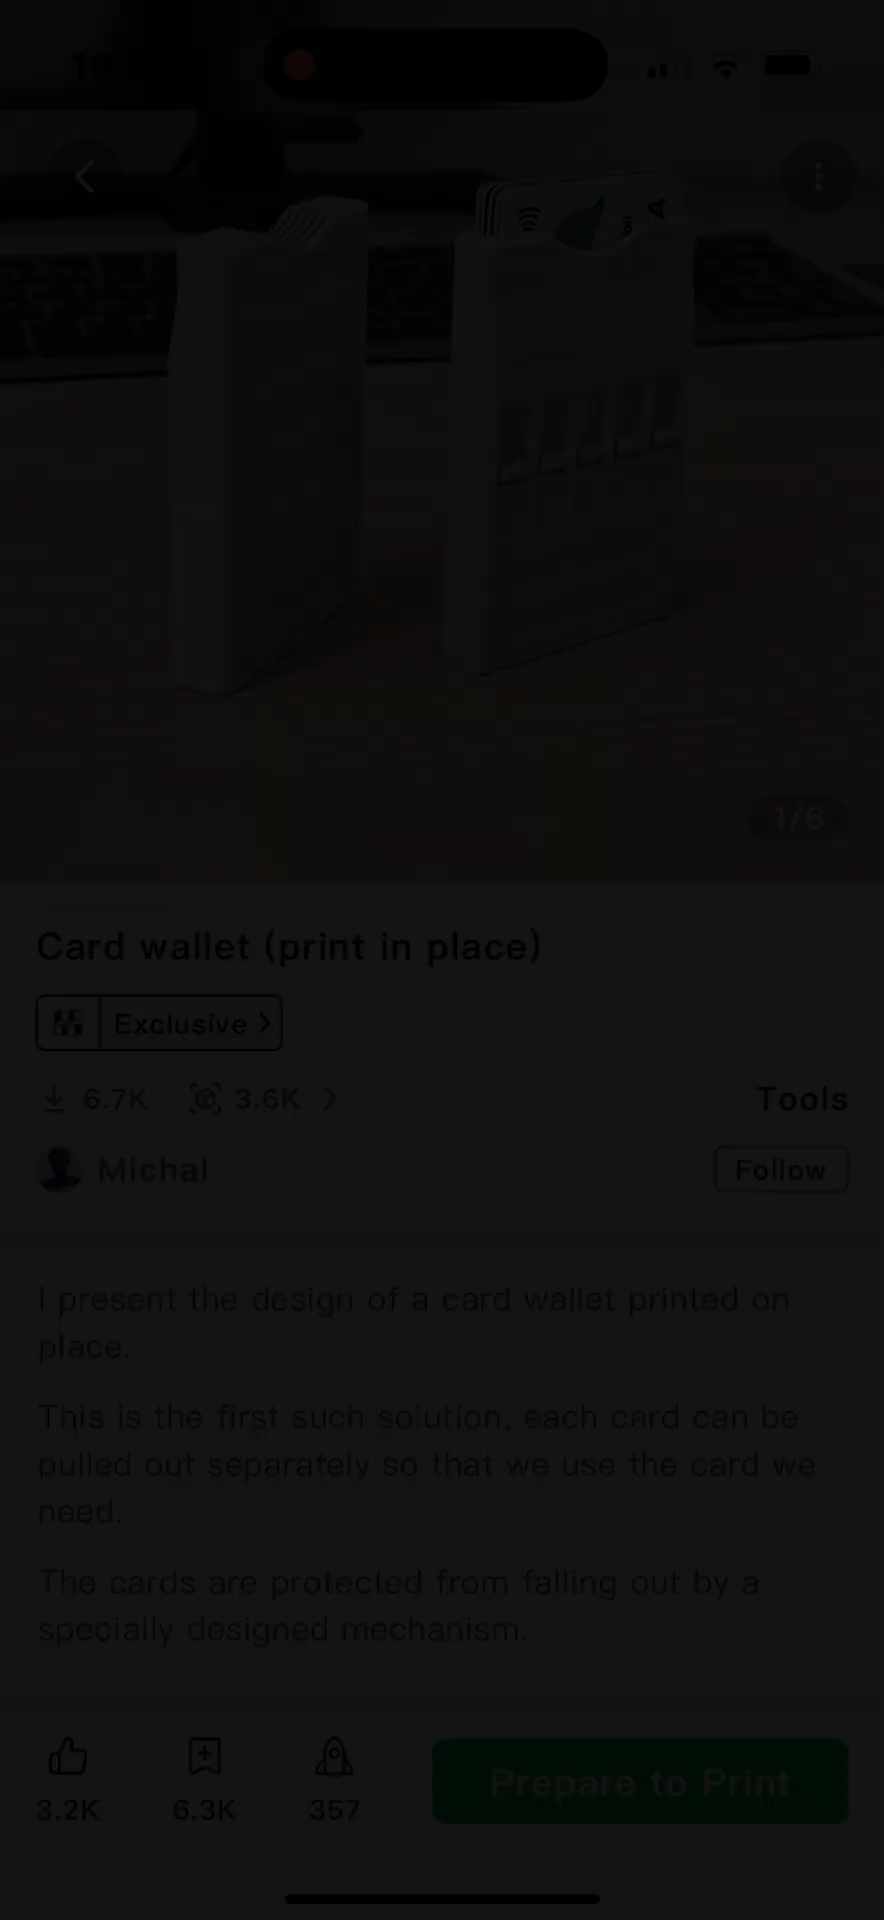 1/6
Card wallet (print in place)
Exclusive
6.7K 3.6K Tools
Michal Follow
I present the design of a card wallet printed on
place.
This is the first such solution, each card can be
pulled out separately so that we use the card we
need.
The cards are protected from falling out by a
specially designed mechanism.
3.2K 6.3K 357 Prepare to Print